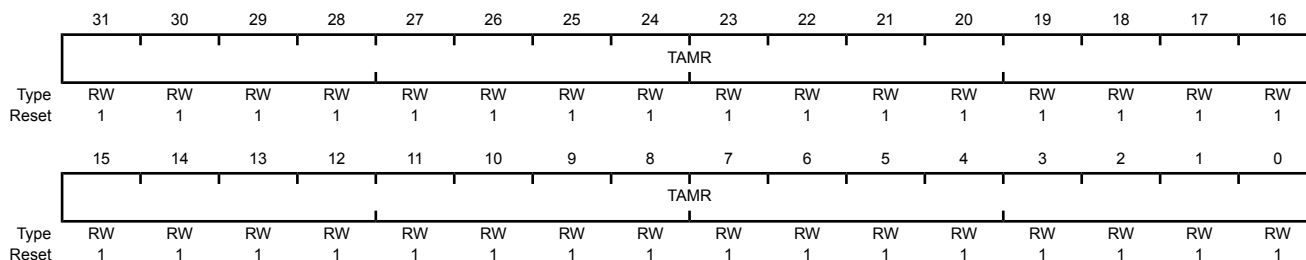 31 30 29 28 27 26 25 24 23 22 21 20 19 18 17 16
TAMR
Type RW RW RW RW RW RW RW RW RW RW RW RW RW RW RW RW
Reset 1 1 1 1 1 1 1 1 1 1 1 1 1 1 1 1
15 14 13 12 11 10 9 8 7 6 5 4 3 2 1 0
TAMR
Type RW RW RW RW RW RW RW RW RW RW RW RW RW RW RW RW
Reset 1 1 1 1 1 1 1 1 1 1 1 1 1 1 1 1